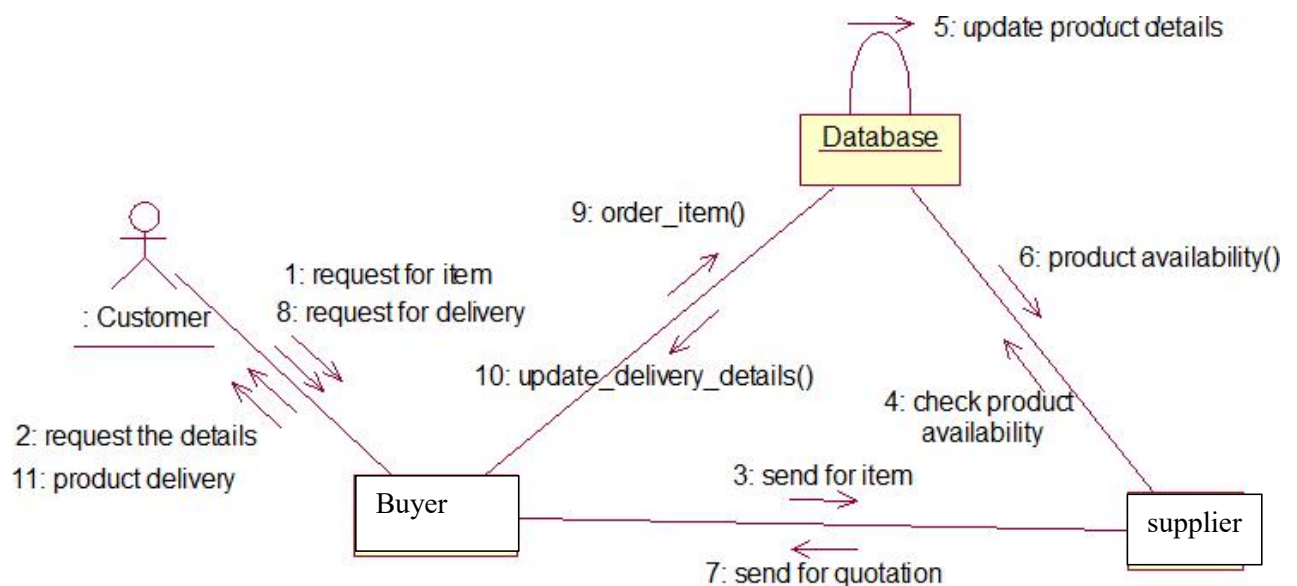 5: update product details
Database
9: order_item()
6: product availability()
1: request for item
8: request for delivery
: Customer
10: update_delivery_details()
4: check product
availability
2: request the details
11: product delivery
3: send for item
Buyer
supplier
7: send for quotation